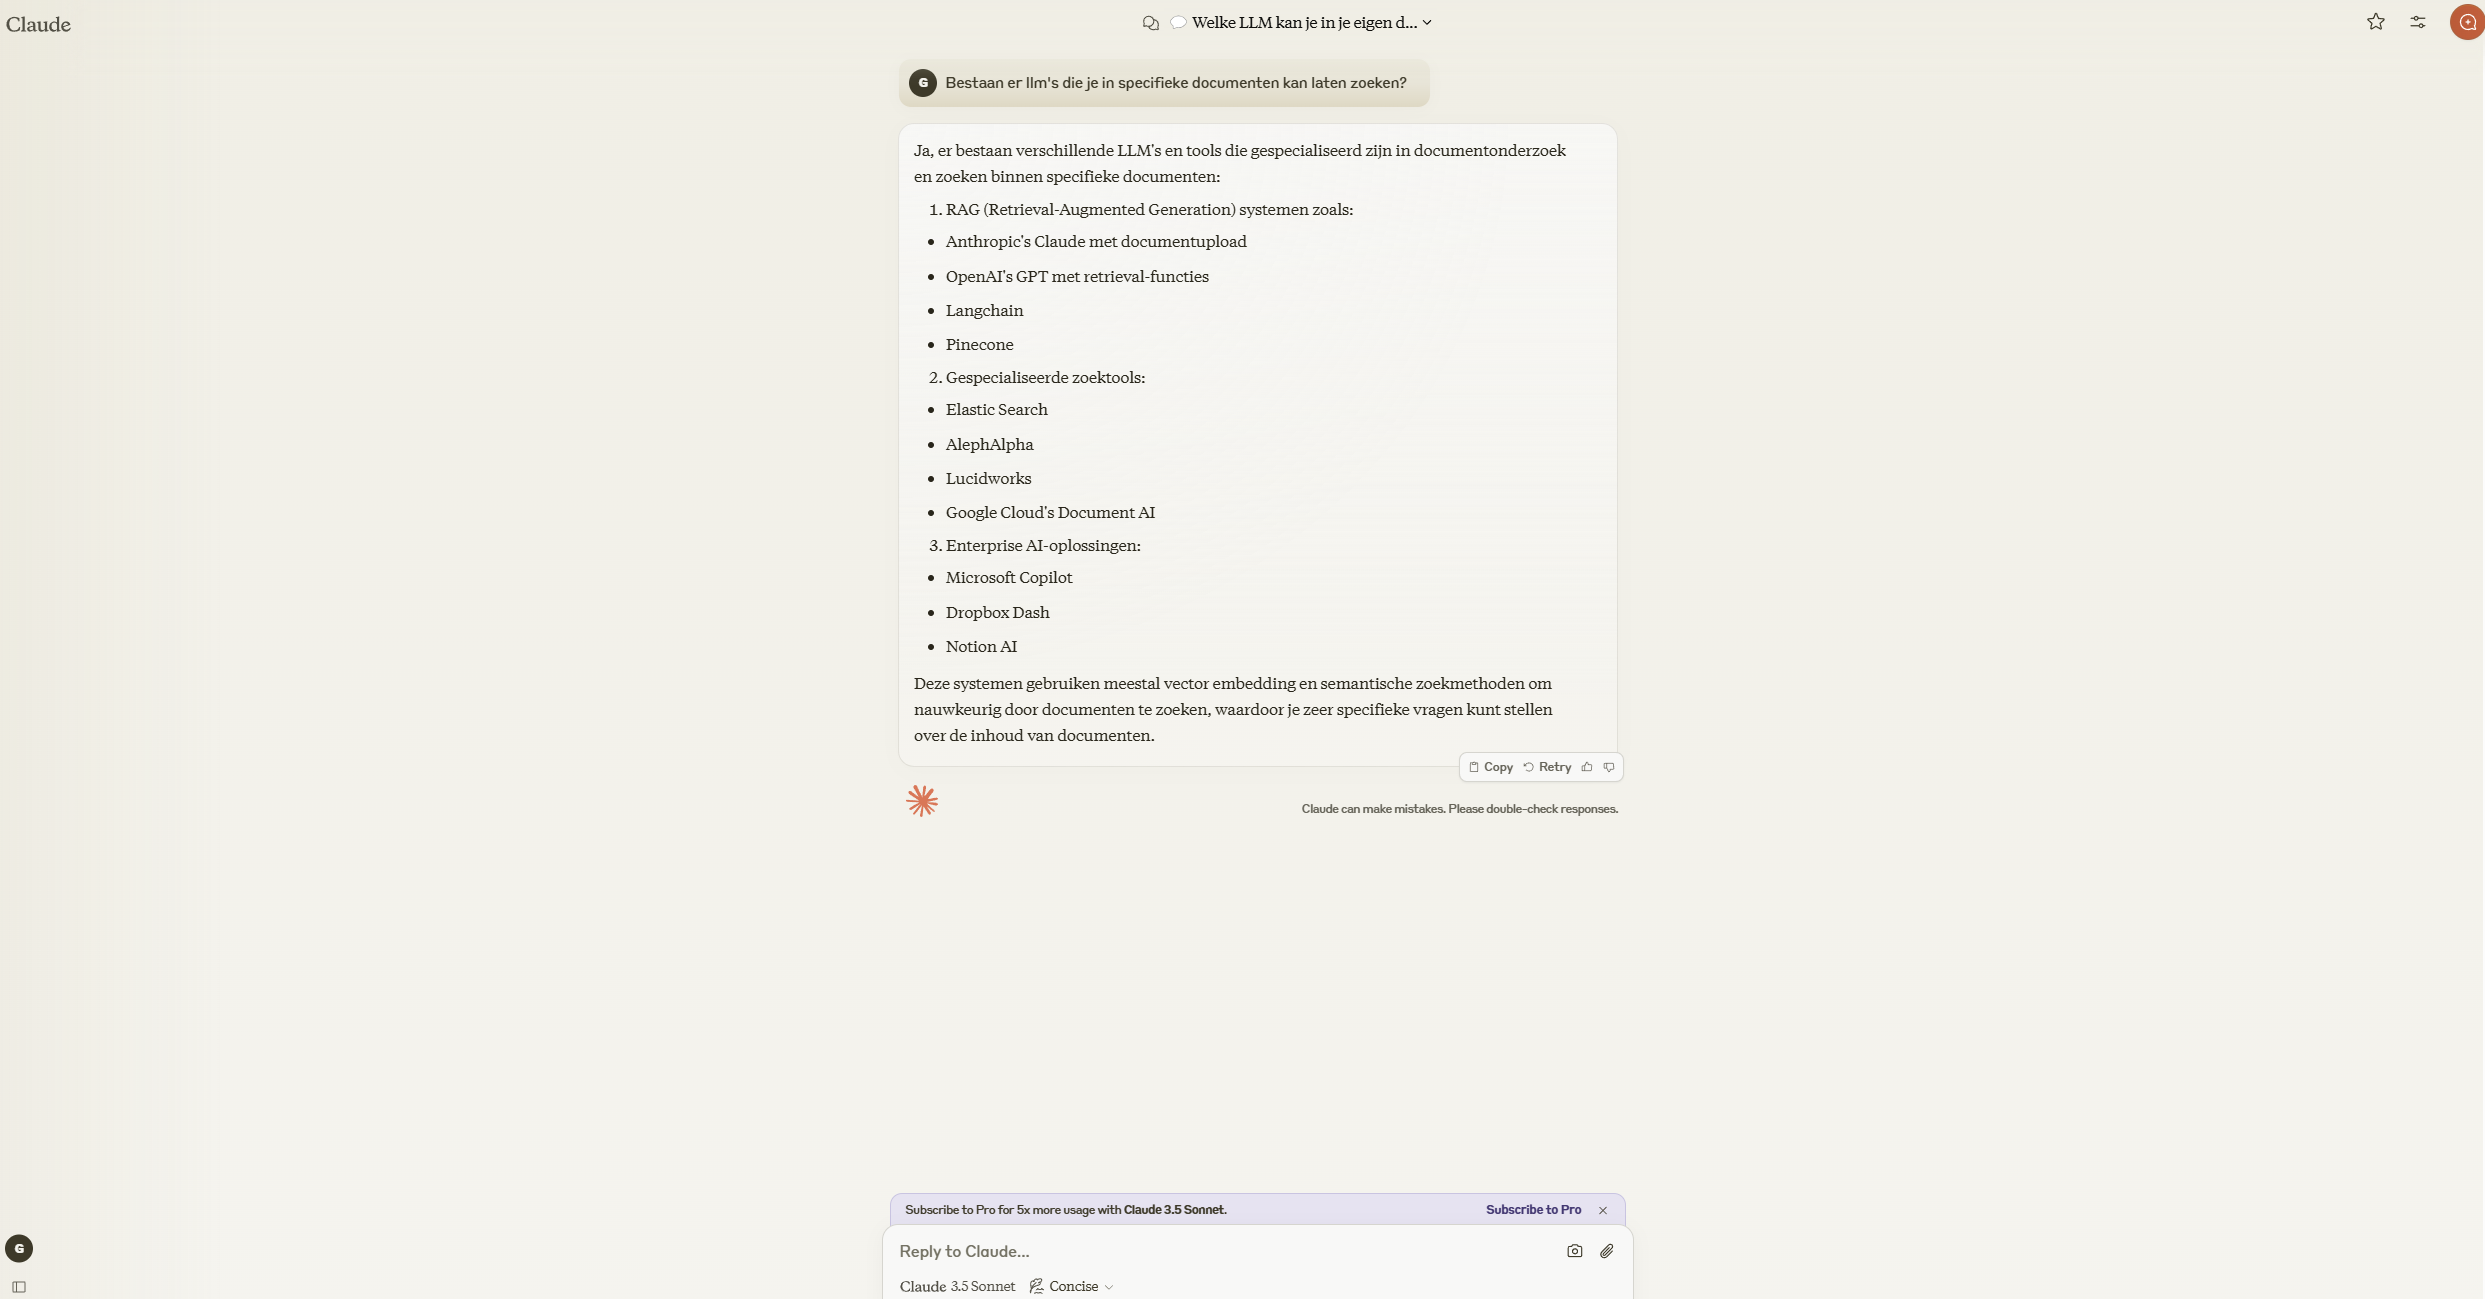 Claude
Welke LLM kan je in je eigen d...
G
Bestaan er llm's die je in specifieke documenten kan laten zoeken?
Ja, er bestaan verschillende LLM's en tools die gespecialiseerd zijn in documentonderzoek
en zoeken binnen specifieke documenten:
1. RAG (Retrieval-Augmented Generation) systemen zoals:
• Anthropic's Claude met documentupload
• OpenAI's GPT met retrieval-functies
• Langchain
• Pinecone
2. Gespecialiseerde zoektools:
• Elastic Search
• AlephAlpha
• Lucidworks
• Google Cloud's Document AI
3. Enterprise AI-oplossingen:
• Microsoft Copilot
• Dropbox Dash
• Notion AI
Deze systemen gebruiken meestal vector embedding en semantische zoekmethoden om
nauwkeurig door documenten te zoeken, waardoor je zeer specifieke vragen kunt stellen
over de inhoud van documenten.
Copy Retry
Claude can make mistakes. Please double-check responses.
Subscribe to Pro for 5x more usage with Claude 3.5 Sonnet.
Subscribe to Pro
G
Reply to Claude...
Claude 3.5 Sonnet Concise